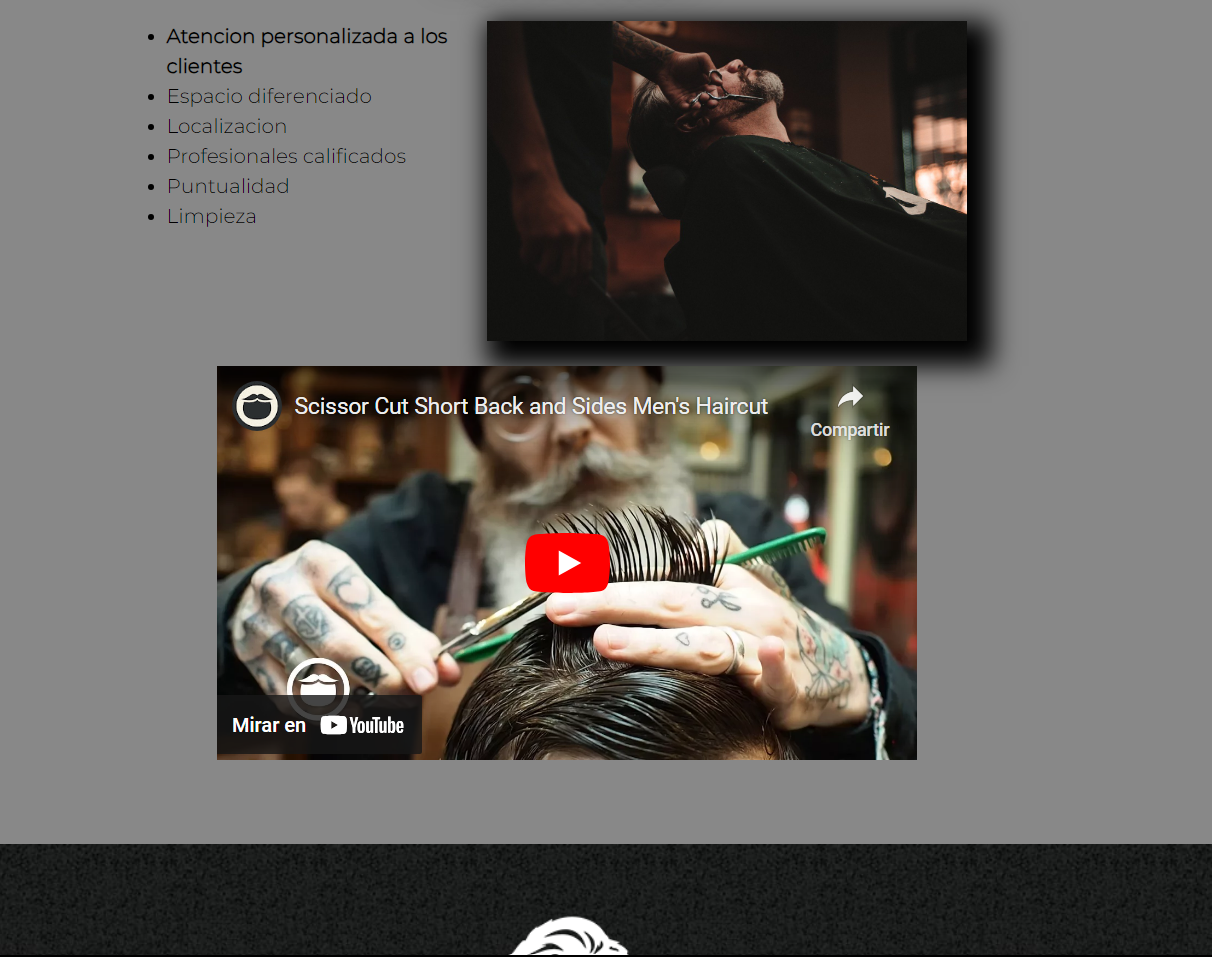 Atencion personalizada a los
clientes
Espacio diferenciado
Localizacion
Profesionales calificados
Puntualidad
Limpieza
Scissor Cut Short Back and Sides Men's Haircut
Compartir
Mirar en YouTube